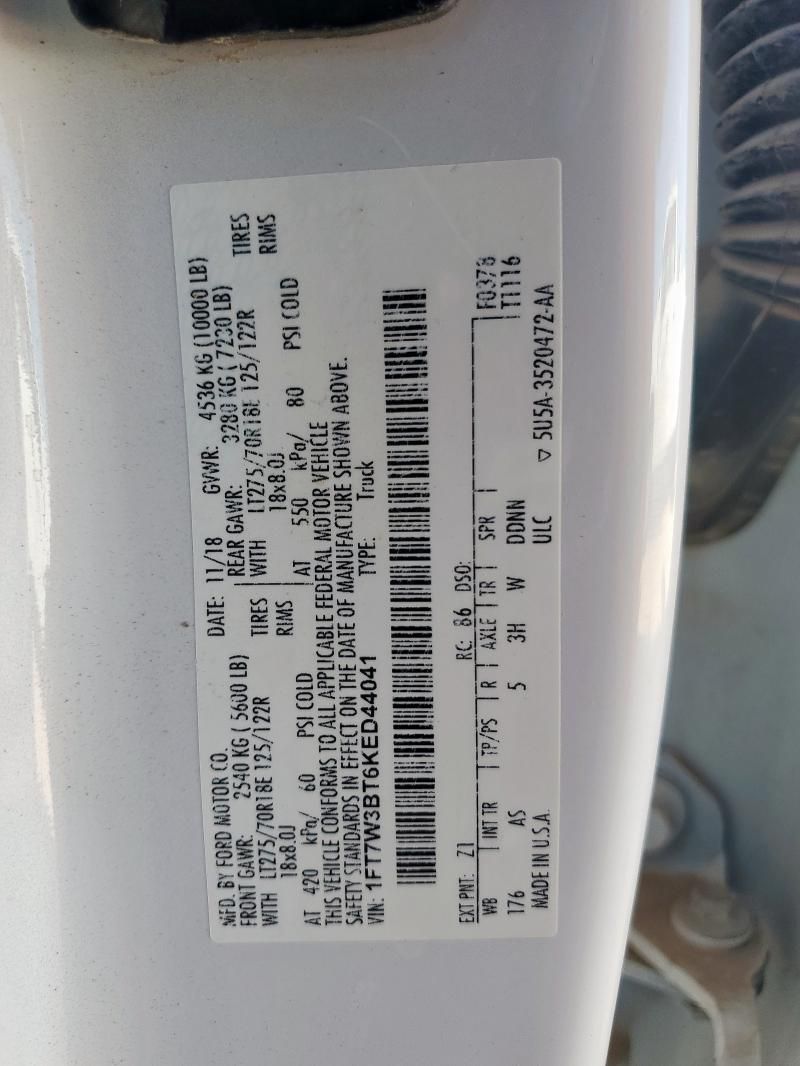 MFD. BY FORD MOTOR CO.
DATE: 11/18 GVWR: 4536 KG (10000 LB)
FRONT GAWR: 2540 KG ( 5600 LB) REAR GAWR: 3280 KG ( 7230 LB)
WITH LT275/70R18E 125/122R TIRES WITH LT275/70R18E 125/122R TIRES
18x8.0J RIMS 18x8.0J RIMS
AT 420 kPa/ 60 PSI COLD AT 550 kPa/ 80 PSI COLD
THIS VEHICLE CONFORMS TO ALL APPLICABLE FEDERAL MOTOR VEHICLE
SAFETY STANDARDS IN EFFECT ON THE DATE OF MANUFACTURE SHOWN ABOVE.
VIN: 1FT7W3BT6KED44041 TYPE: Truck
EXT PNT: Z1 RC: 86 DSO: F0378
WB INT TR TP/PS R AXLE TR SPR T1116
176 AS 5 3H W DDNN
MADE IN U.S.A. ULC ▽ 5U5A-3520472-AA